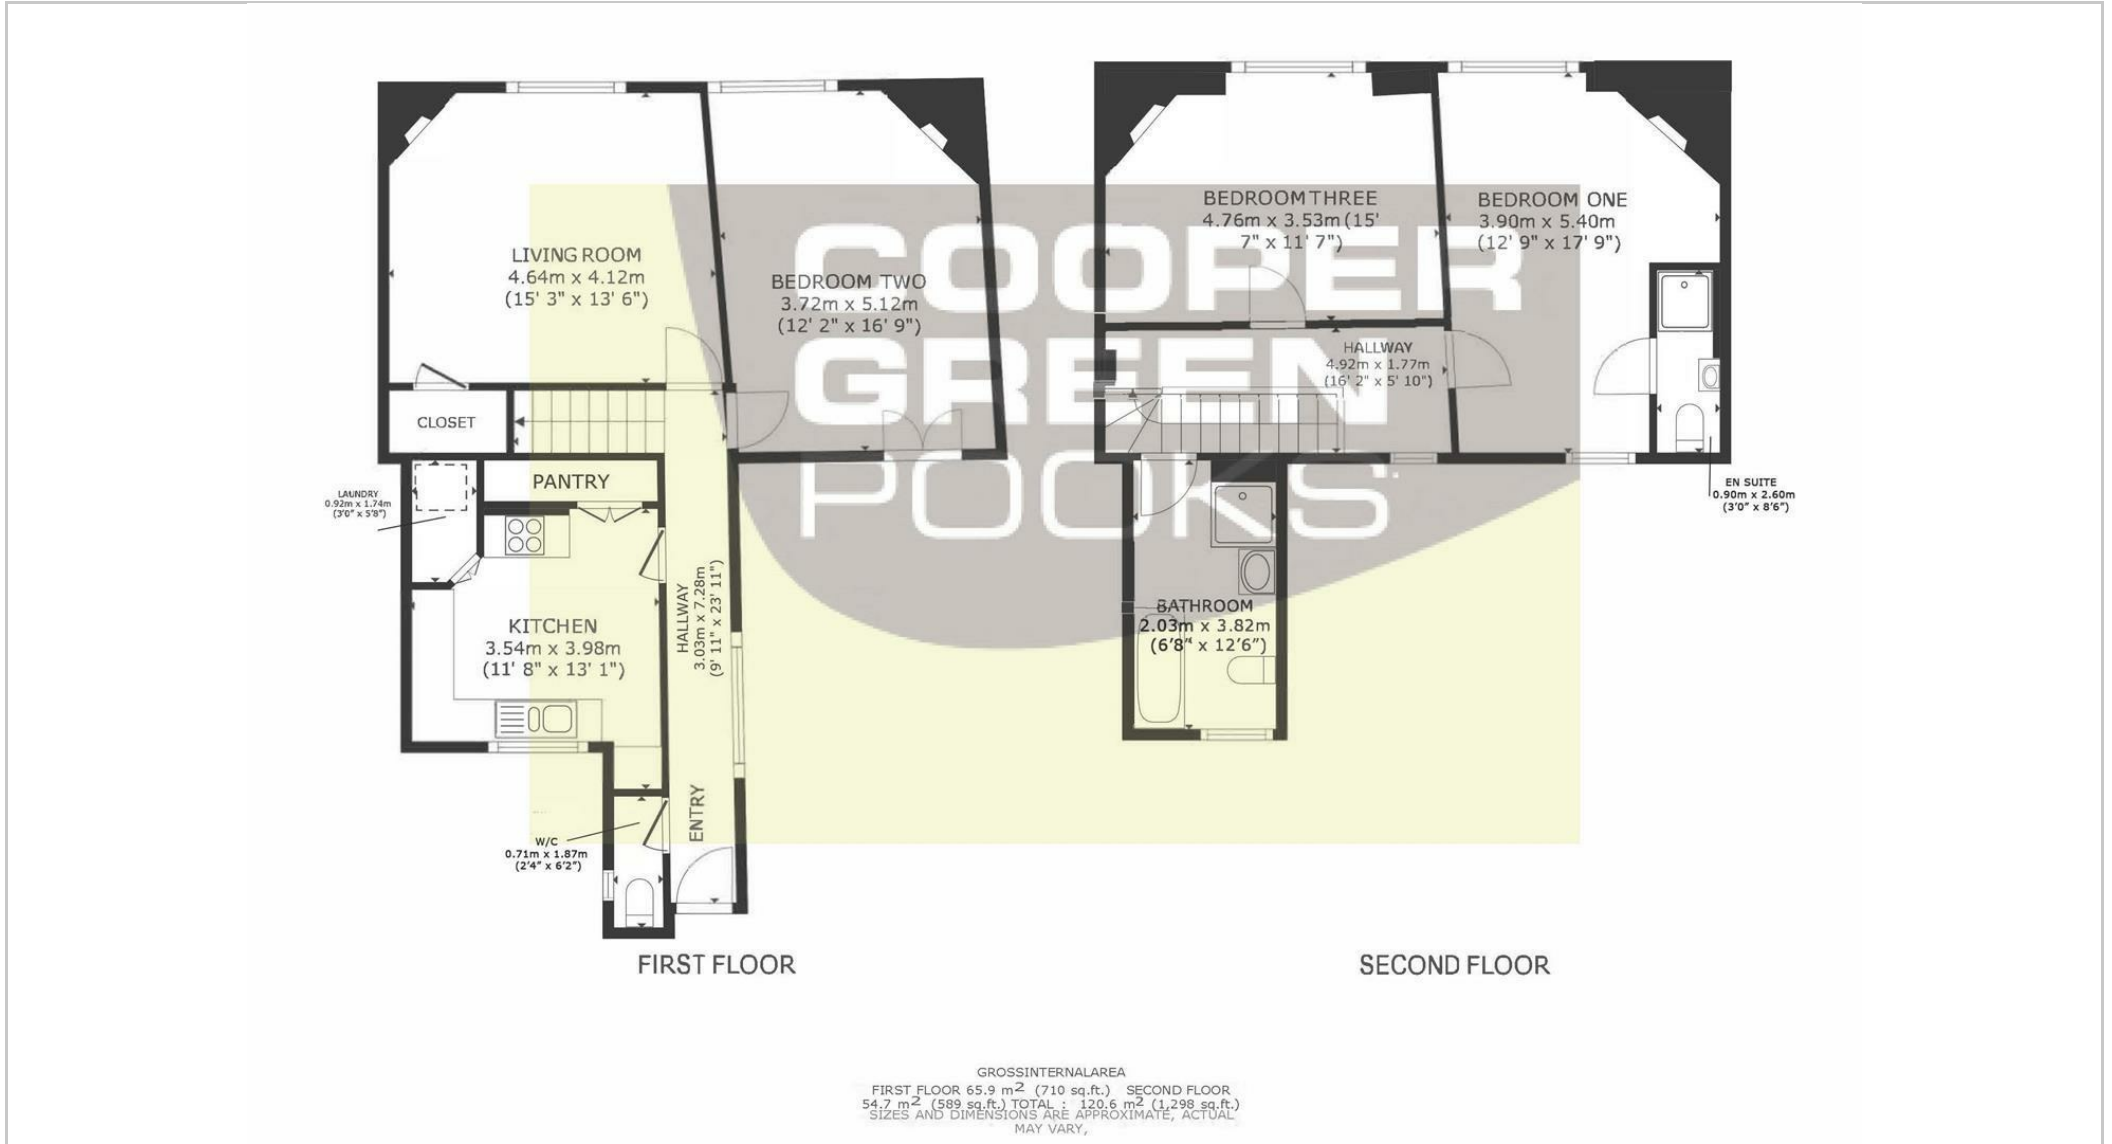 LIVING ROOM
4.64m x 4.12m
(15' 3" x 13' 6")
BEDROOM TWO
3.72m x 5.12m
(12' 2" x 16' 9")
CLOSET
PANTRY
LAUNDRY
0.92m x 1.74m
(3'0" x 5'8")
KITCHEN
3.54m x 3.98m
(11' 8" x 13' 1")
HALLWAY
3.03m x 7.28m
(9' 11" x 23' 11")
ENTRY
W/C
0.71m x 1.87m
(2'4" x 6'2")
FIRST FLOOR
BEDROOM THREE
4.76m x 3.53m (15'
7" x 11' 7")
BEDROOM ONE
3.90m x 5.40m
(12' 9" x 17' 9")
HALLWAY
4.92m x 1.77m
(16' 2" x 5' 10")
EN SUITE
0.90m x 2.60m
(3'0" x 8'6")
BATHROOM
2.03m x 3.82m
(6'8" x 12'6")
SECOND FLOOR
COOPER
GREEN
POOKS
GROSSINTERNALAREA
FIRST FLOOR 65.9 m² (710 sq.ft.) SECOND FLOOR
54.7 m² (589 sq.ft.) TOTAL : 120.6 m² (1,298 sq.ft.)
SIZES AND DIMENSIONS ARE APPROXIMATE, ACTUAL
MAY VARY,